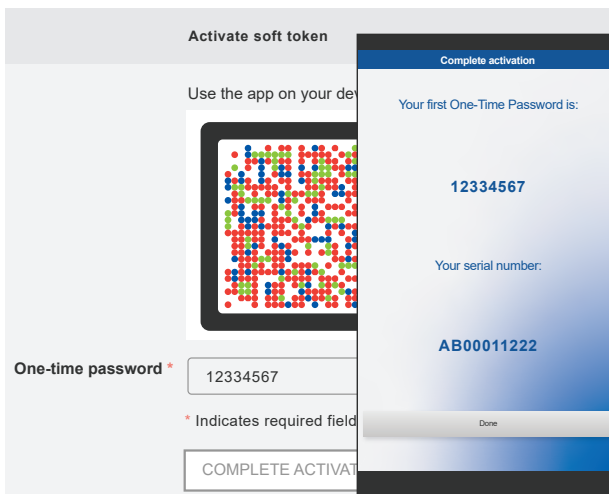 Activate soft token
Use the app on your dev
One-time password *
12334567
* Indicates required field
COMPLETE ACTIVAT
Complete activation
Your first One-Time Password is:
12334567
Your serial number:
AB00011222
Done